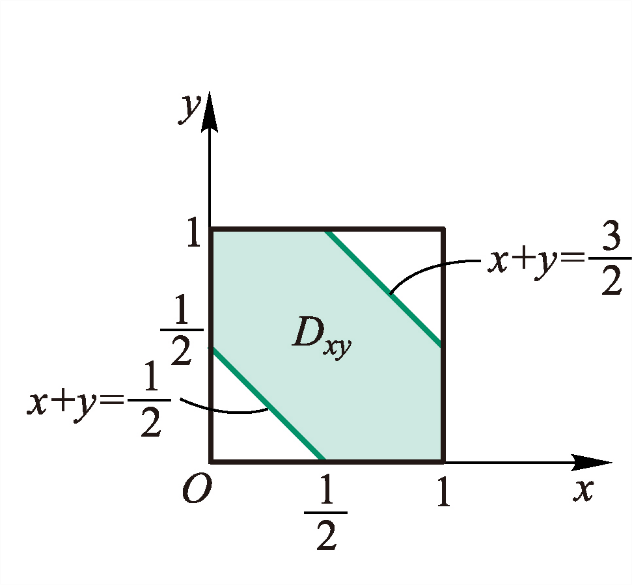 y
1
x+y=3/2
1/2
D_xy
x+y=1/2
O
1/2
1
x